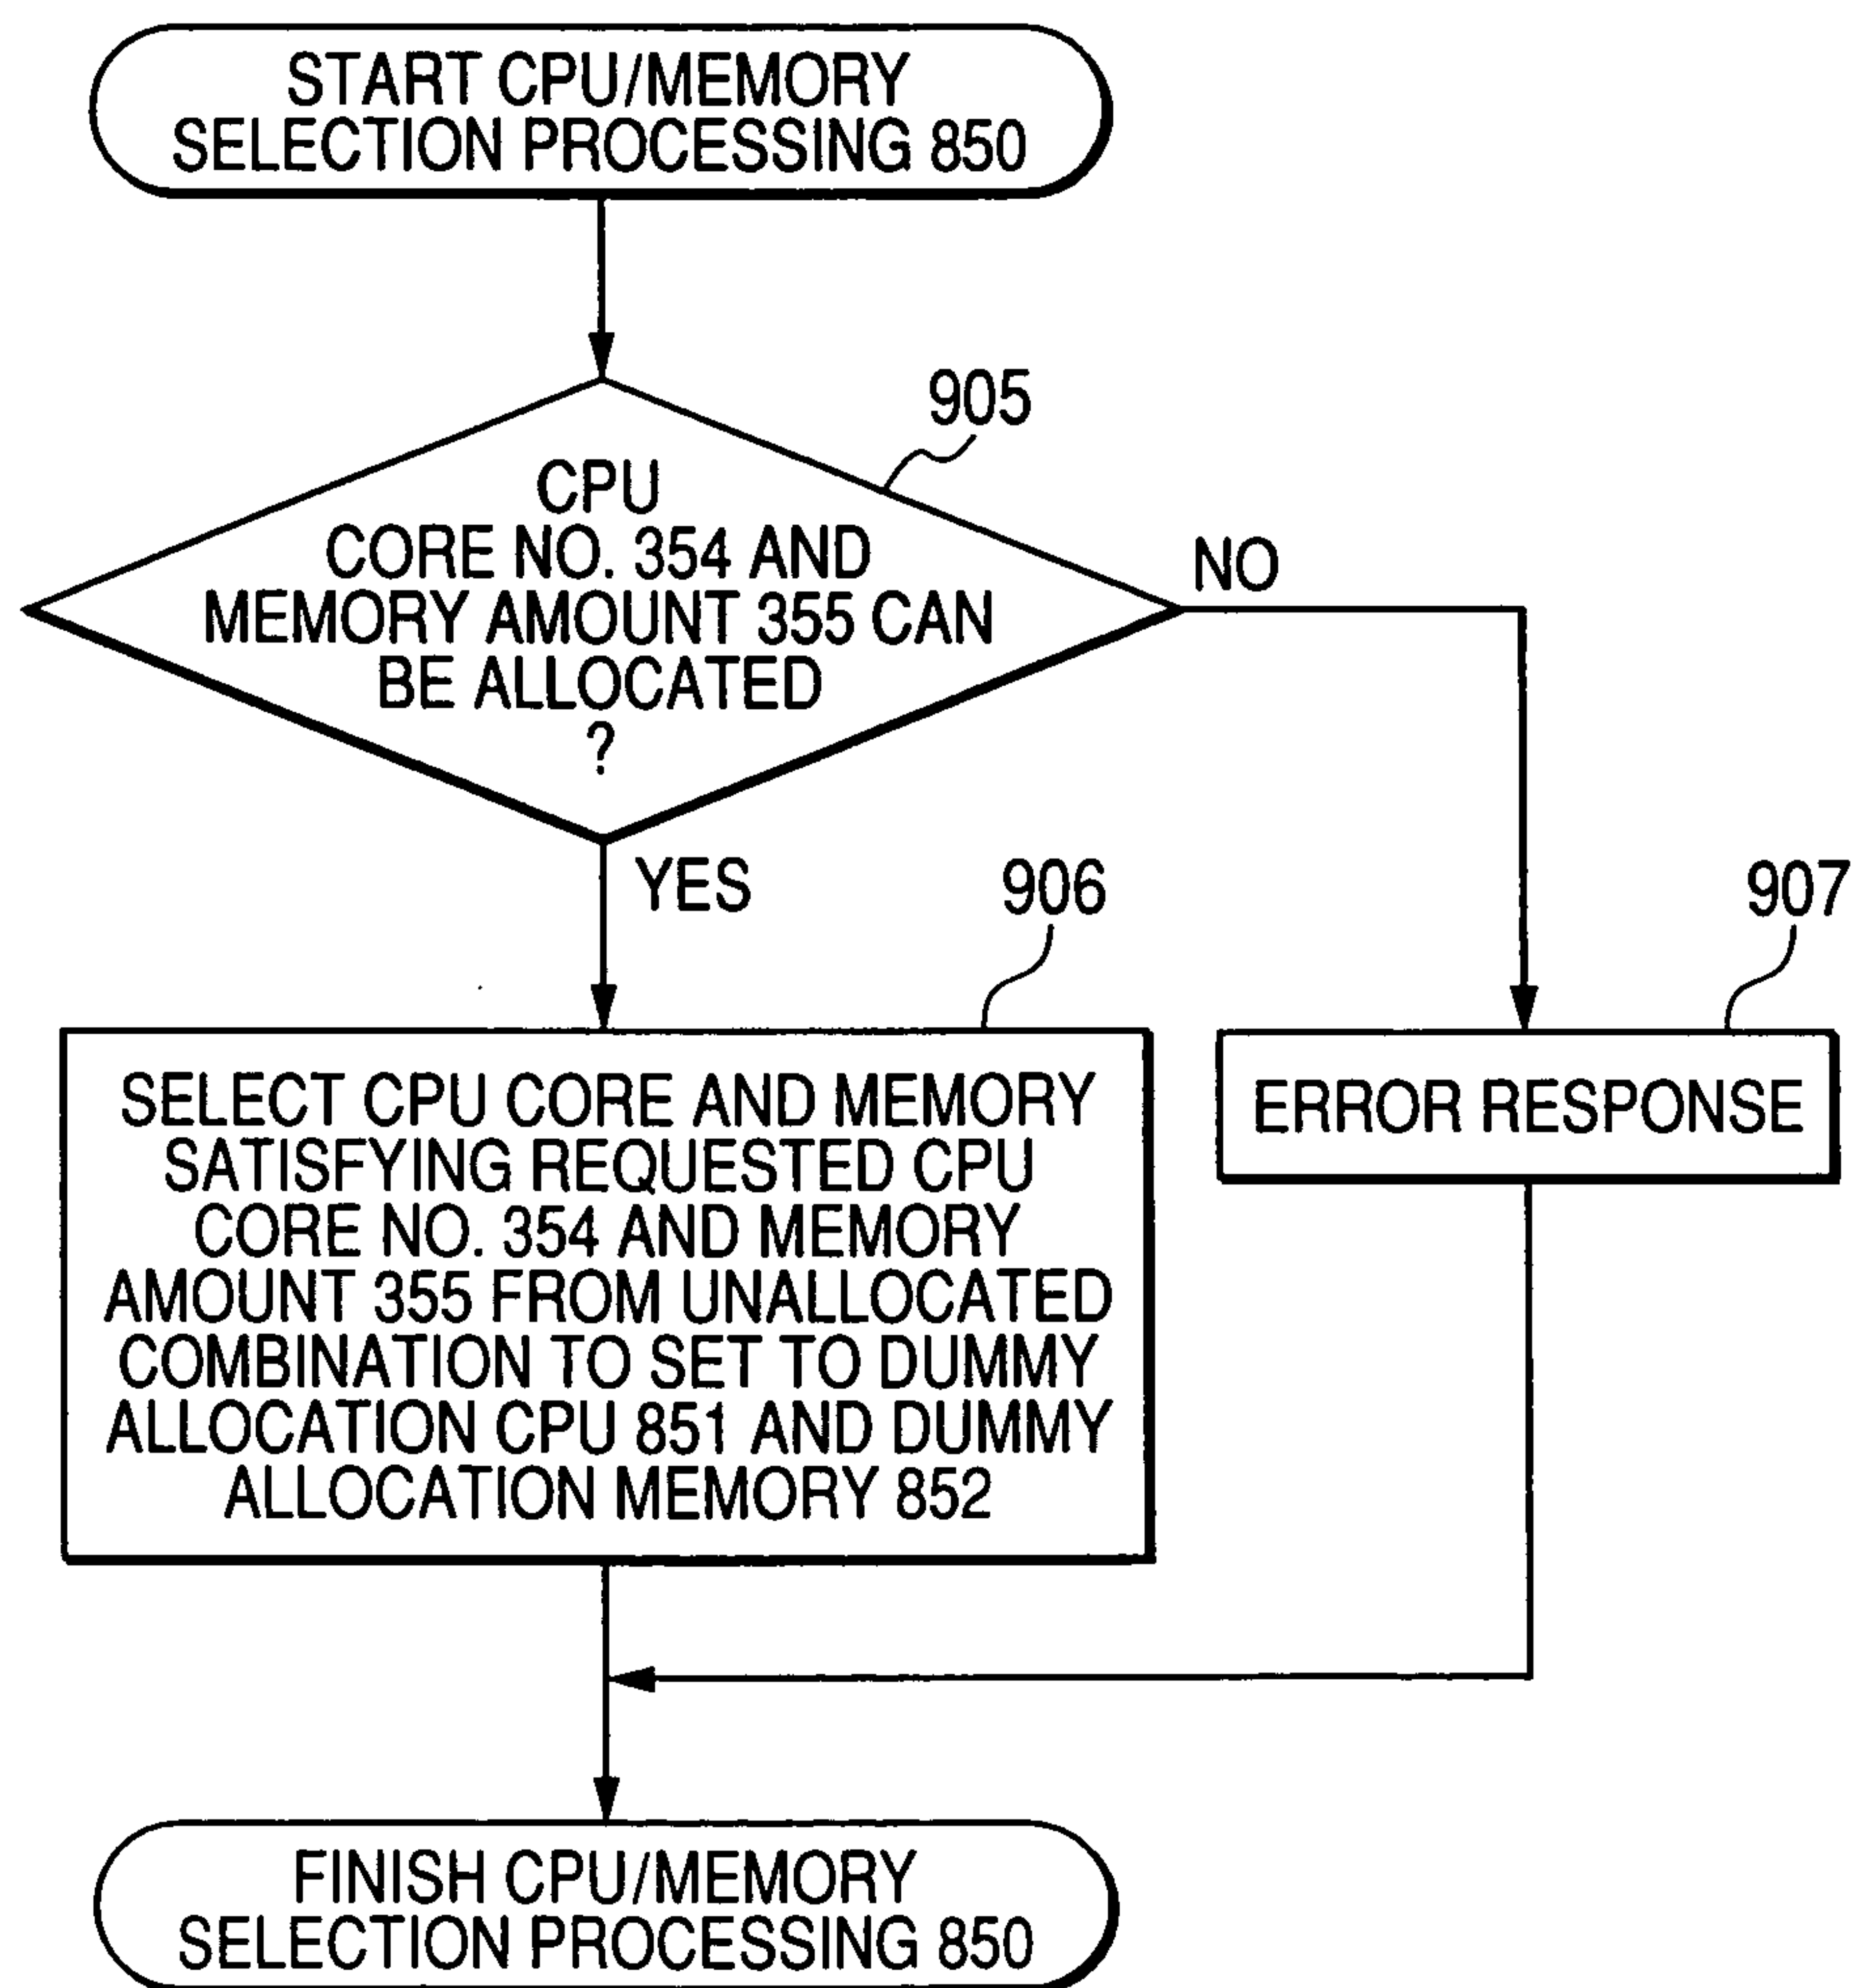 START CPU/MEMORY
SELECTION PROCESSING 850
905
CPU
CORE NO. 354 AND
MEMORY AMOUNT 355 CAN
BE ALLOCATED
?
NO
YES
906
907
SELECT CPU CORE AND MEMORY
SATISFYING REQUESTED CPU
CORE NO. 354 AND MEMORY
AMOUNT 355 FROM UNALLOCATED
COMBINATION TO SET TO DUMMY
ALLOCATION CPU 851 AND DUMMY
ALLOCATION MEMORY 852
ERROR RESPONSE
FINISH CPU/MEMORY
SELECTION PROCESSING 850